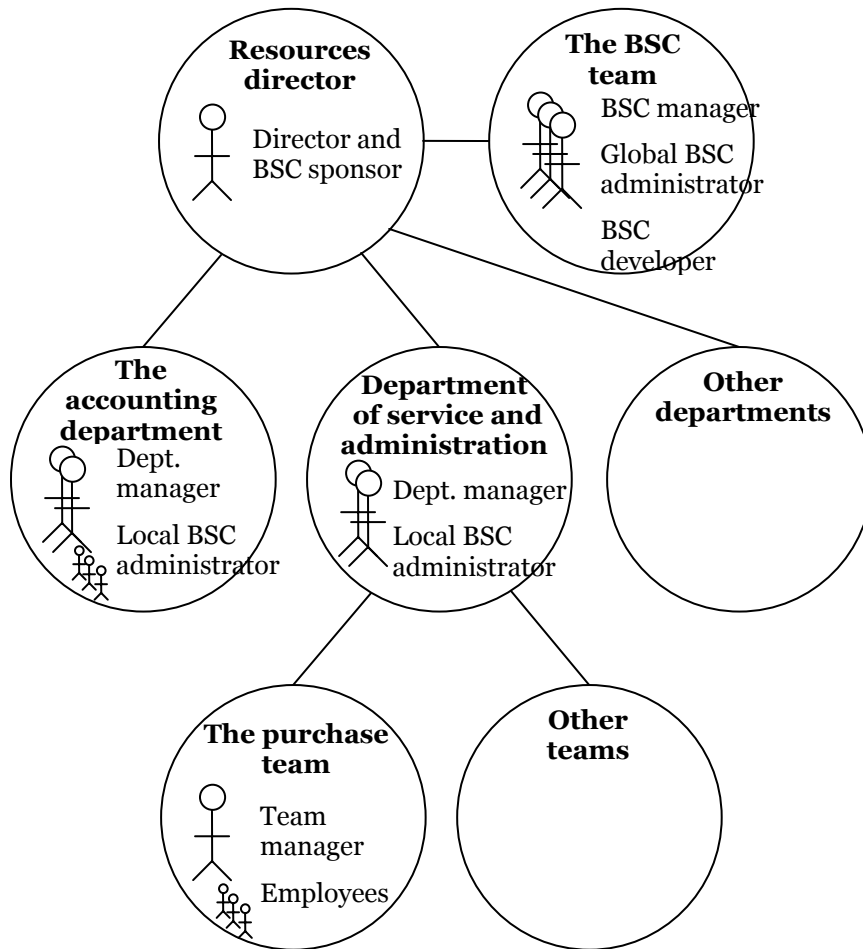 Resources
director
Director and
BSC sponsor
The BSC
team
BSC manager
Global BSC
administrator
BSC
developer
The
accounting
department
Dept.
manager
Local BSC
administrator
Department
of service and
administration
Dept. manager
Local BSC
administrator
Other
departments
The purchase
team
Team
manager
Employees
Other
teams